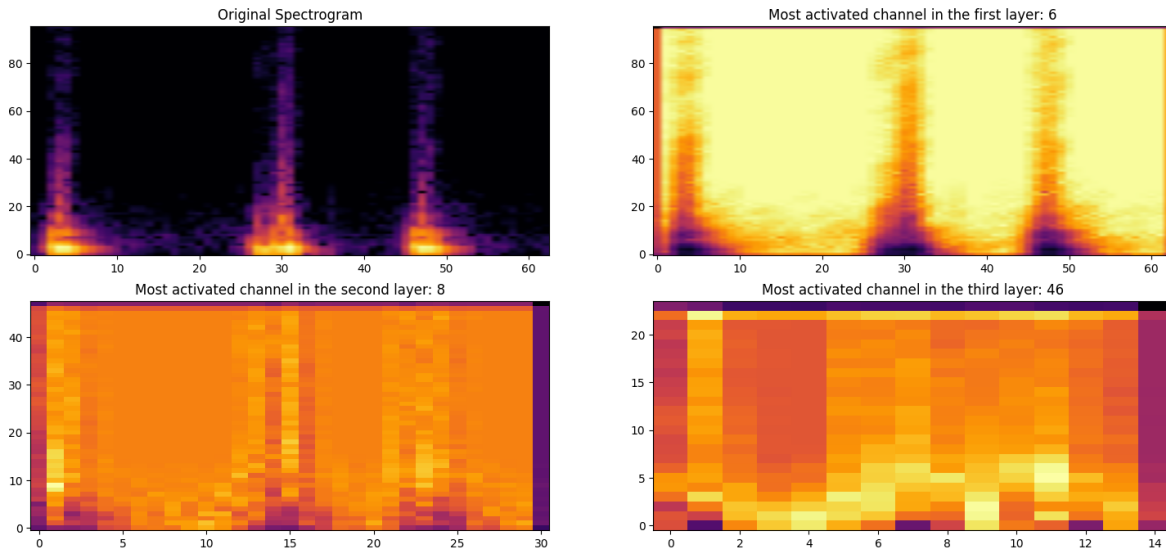 Original Spectrogram
80
60
40
20
0
0 10 20 30 40 50 60
Most activated channel in the first layer: 6
80
60
40
20
0
0 10 20 30 40 50 60
Most activated channel in the second layer: 8
40
30
20
10
0
0 5 10 15 20 25 30
Most activated channel in the third layer: 46
20
15
10
5
0
0 2 4 6 8 10 12 14